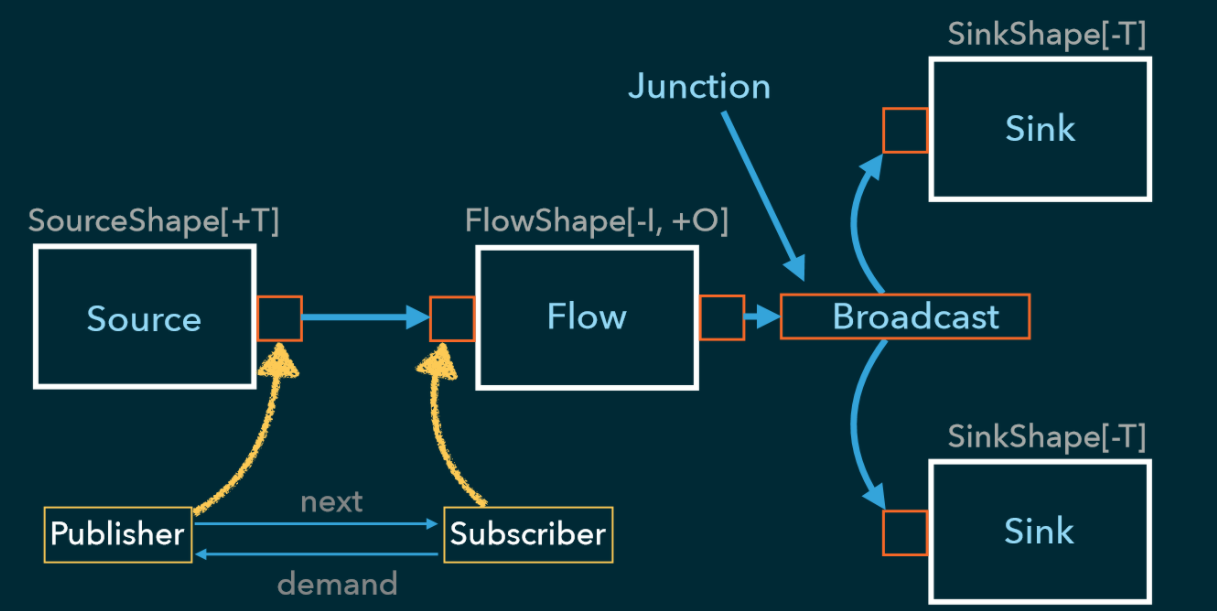 SinkShape[-T]
Junction
Sink
SourceShape[+T]
FlowShape[-I, +O]
Source
Flow
Broadcast
SinkShape[-T]
next
Publisher
Subscriber
Sink
demand